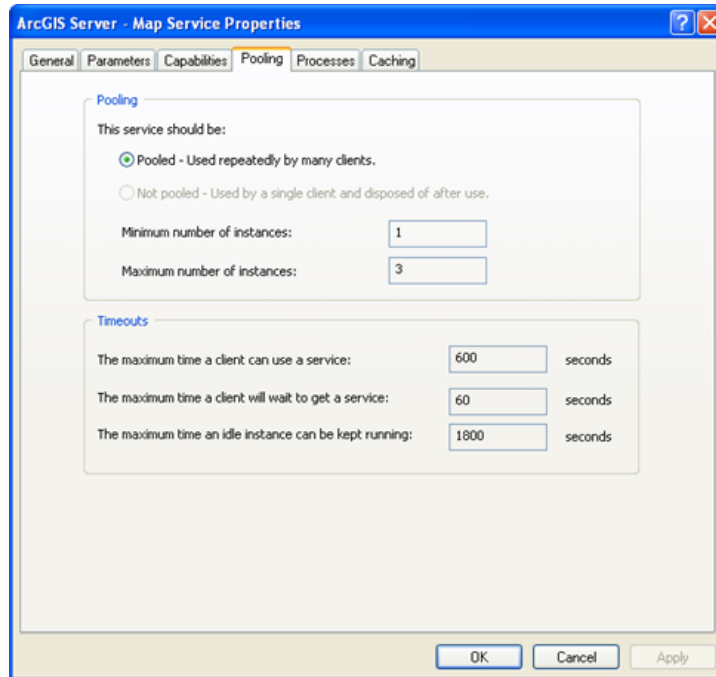 ArcGIS Server - Map Service Properties
?
General Parameters Capabilities Pooling Processes Caching
Pooling
This service should be:
Pooled - Used repeatedly by many clients.
Not pooled - Used by a single client and disposed of after use.
Minimum number of instances: 1
Maximum number of instances: 3
Timeouts
The maximum time a client can use a service: 600 seconds
The maximum time a client will wait to get a service: 60 seconds
The maximum time an idle instance can be kept running: 1800 seconds
OK Cancel Apply